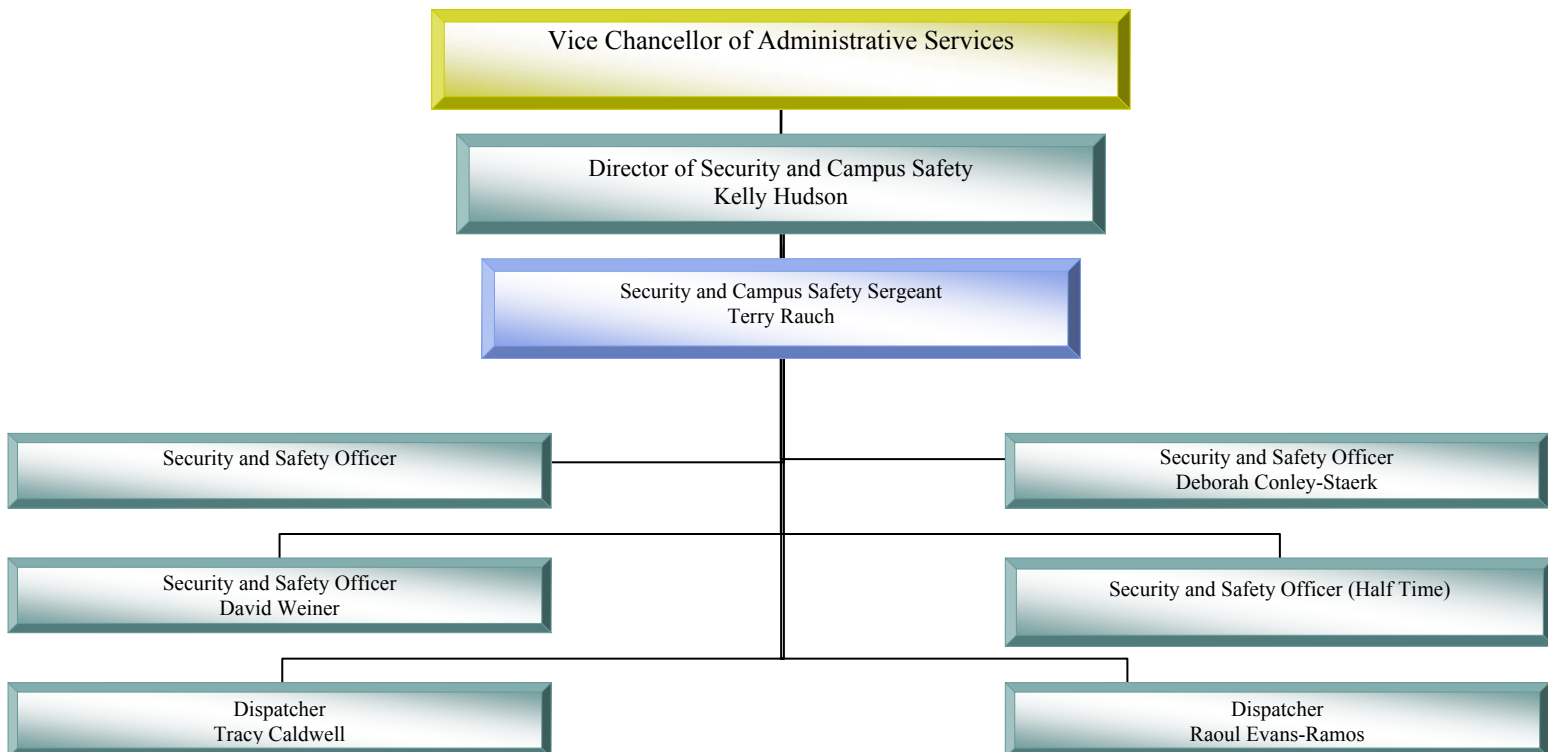 Vice Chancellor of Administrative Services
Director of Security and Campus Safety
Kelly Hudson
Security and Campus Safety Sergeant
Terry Rauch
Security and Safety Officer
Security and Safety Officer
Deborah Conley-Staerk
Security and Safety Officer
David Weiner
Security and Safety Officer (Half Time)
Dispatcher
Tracy Caldwell
Dispatcher
Raoul Evans-Ramos